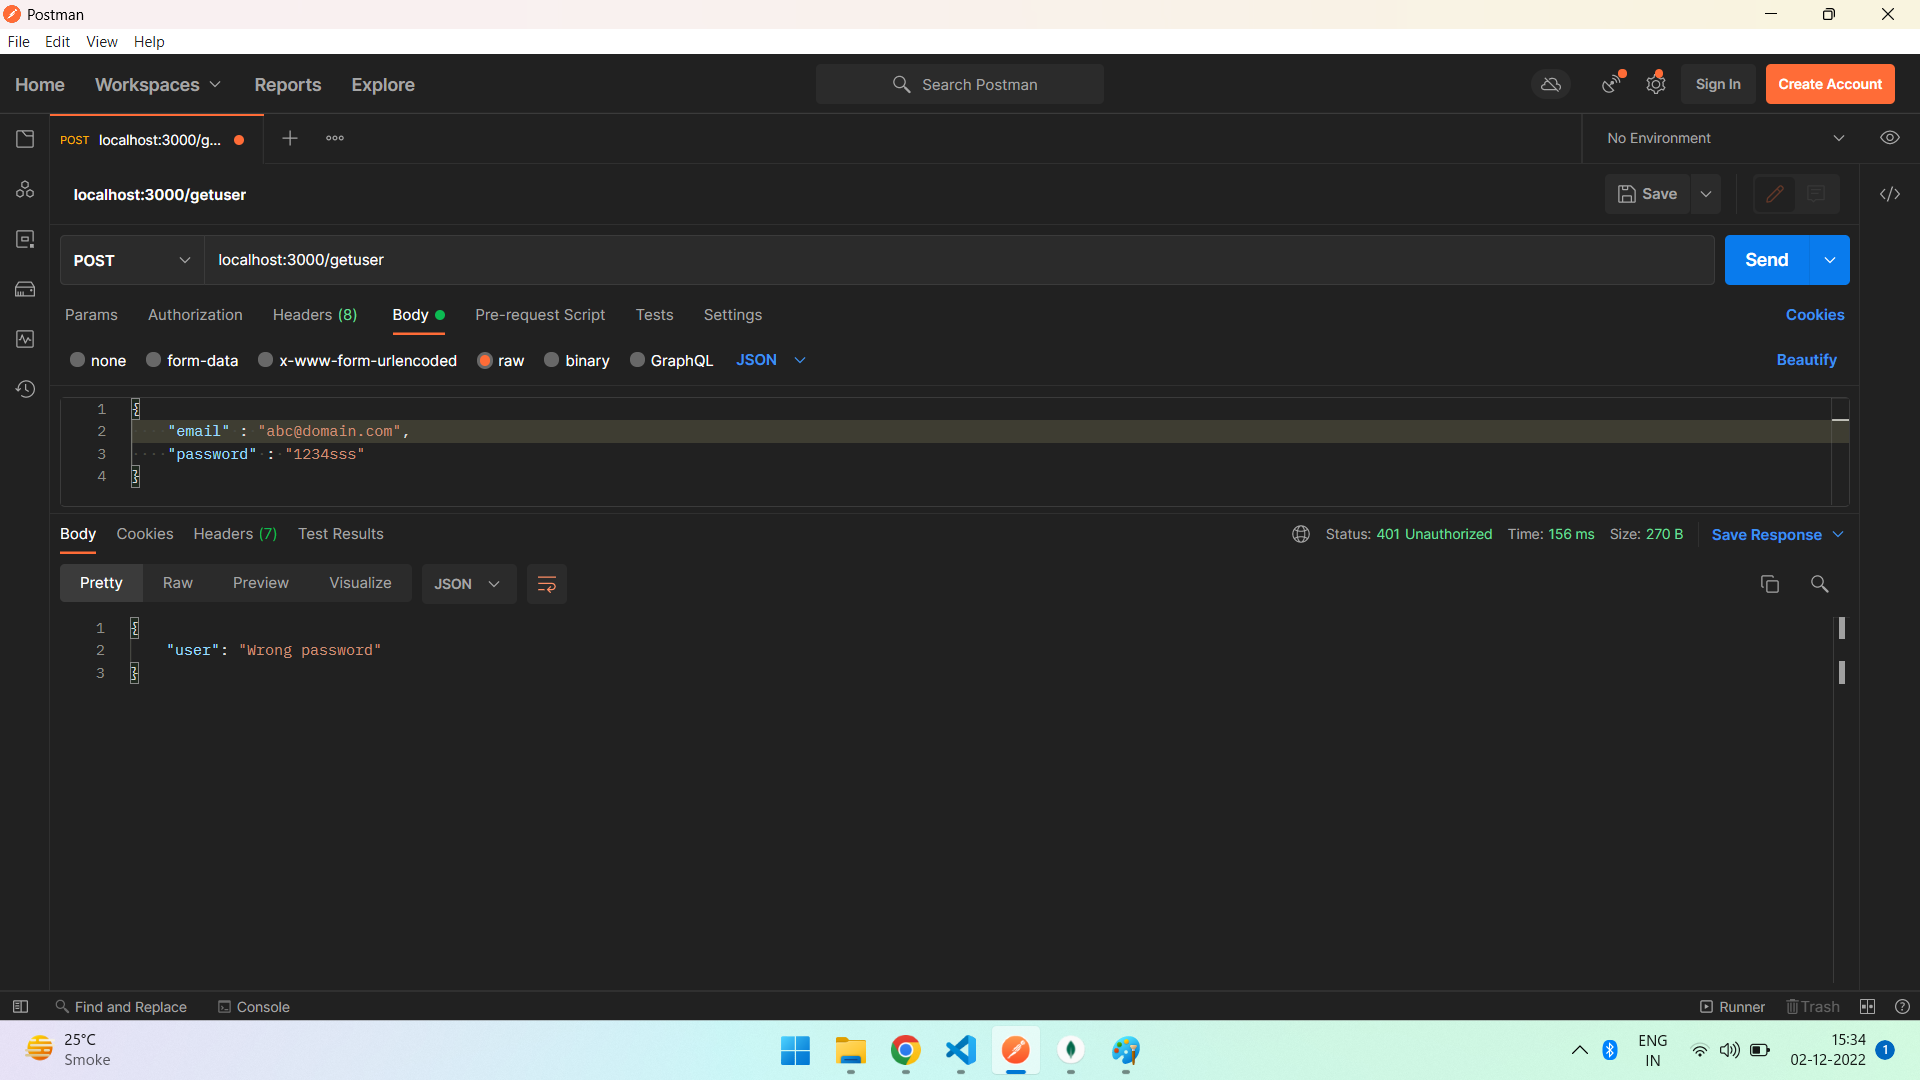 Postman
File Edit View Help
Home Workspaces Reports Explore Search Postman Sign In Create Account
POST localhost:3000/g... No Environment
localhost:3000/getuser Save
POST localhost:3000/getuser Send
Params Authorization Headers (8) Body Pre-request Script Tests Settings Cookies
none form-data x-www-form-urlencoded raw binary GraphQL JSON Beautify
1 {
2 "email" : "abc@domain.com",
3 "password" : "1234sss"
4 }
Body Cookies Headers (7) Test Results Status: 401 Unauthorized Time: 156 ms Size: 270 B Save Response
Pretty Raw Preview Visualize JSON
1 {
2 "user": "Wrong password"
3 }
Find and Replace Console Runner Trash
25°C
Smoke
ENG
IN
15:34
02-12-2022
1